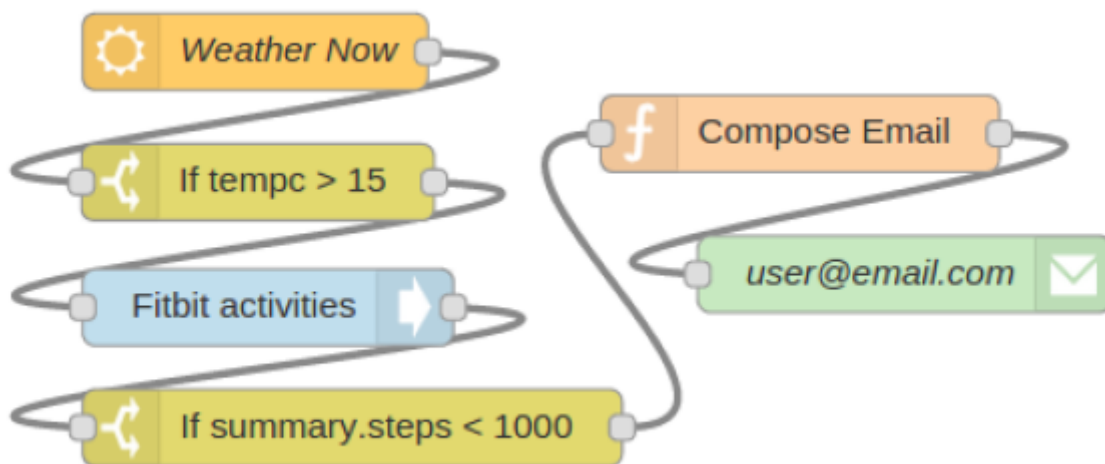 Weather Now
If tempc > 15
Fitbit activities
If summary.steps < 1000
Compose Email
user@email.com